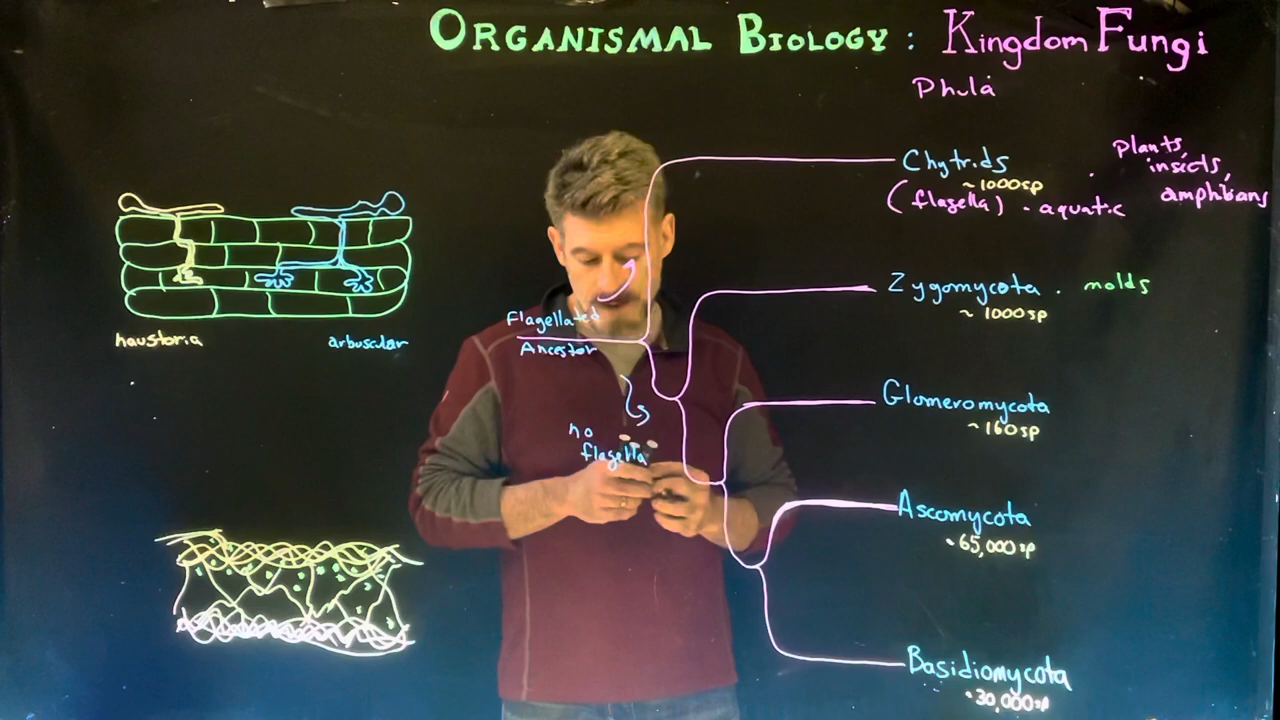 ORGANISMAL BIOLOGY : Kingdom Fungi
Phyla
Chytrids
~1000sp
(flagella) - aquatic
Plants,
insects,
amphibians
Zygomycota . molds
~ 1000sp
Flagellated
Ancestor
haustoria
arbuscular
Glomeromycota
~160sp
no
flagella
Ascomycota
~65,000sp
Basidiomycota
~30,000sp